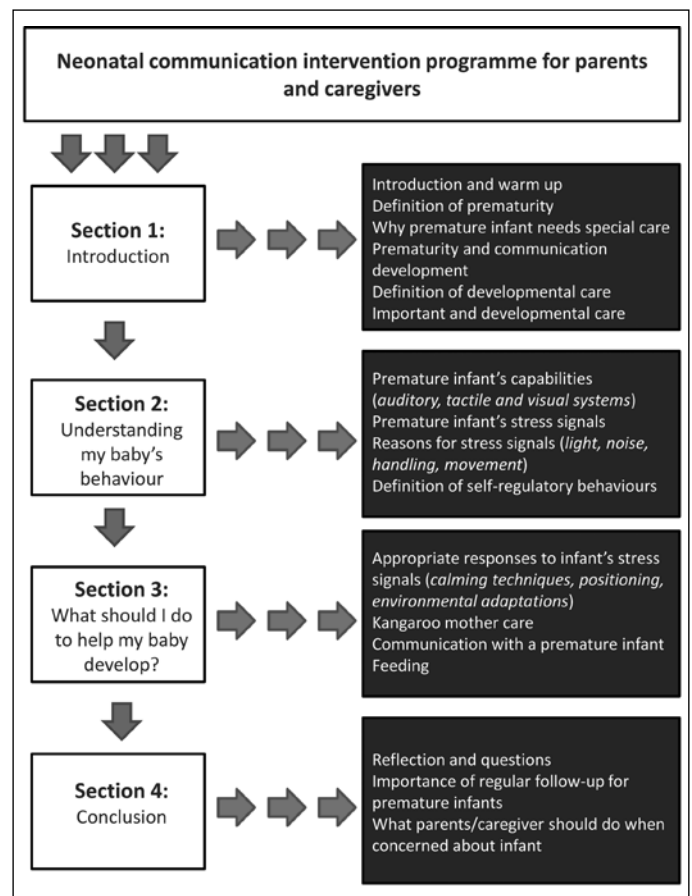 Neonatal communication intervention programme for parents
and caregivers
Section 1:
Introduction
Introduction and warm up
Definition of prematurity
Why premature infant needs special care
Prematurity and communication
development
Definition of developmental care
Important and developmental care
Section 2:
Understanding
my baby's
behaviour
Premature infant's capabilities
(auditory, tactile and visual systems)
Premature infant's stress signals
Reasons for stress signals (light, noise,
handling, movement)
Definition of self-regulatory behaviours
Section 3:
What should I do
to help my baby
develop?
Appropriate responses to infant's stress
signals (calming techniques, positioning,
environmental adaptations)
Kangaroo mother care
Communication with a premature infant
Feeding
Section 4:
Conclusion
Reflection and questions
Importance of regular follow-up for
premature infants
What parents/caregiver should do when
concerned about infant